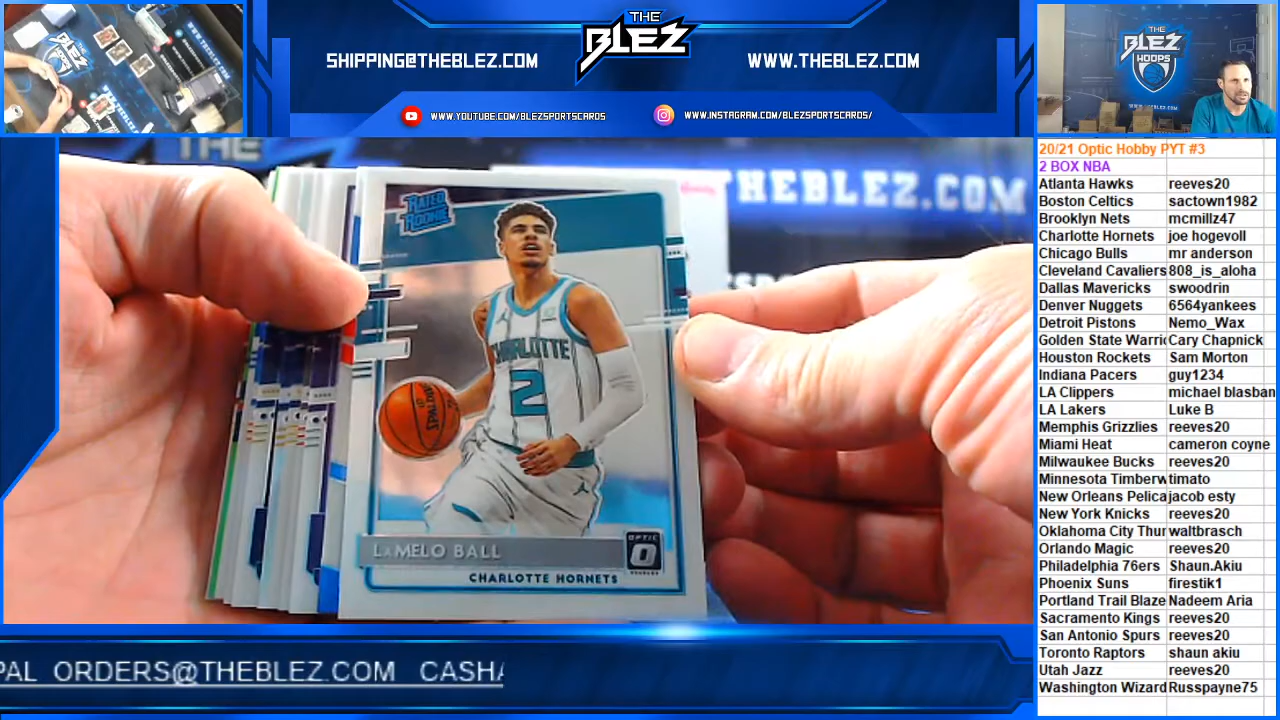 THE
BLEZ
SHIPPING@THEBLEZ.COM
WWW.THEBLEZ.COM
WWW.YOUTUBE.COM/BLEZSPORTSCARDS
WWW.INSTAGRAM.COM/BLEZSPORTSCARDS/
THE
BLEZ
HOOPS
THE
THEBLEZ.COM
RATED
ROOKIE
CHARLOTTE
2
SPALDING
LaMELO BALL
OPTIC
CHARLOTTE HORNETS
PAL ORDERS@THEBLEZ.COM CASHA
20/21 Optic Hobby PYT #3
2 BOX NBA
Atlanta Hawks reeves20
Boston Celtics sactown1982
Brooklyn Nets mcmillz47
Charlotte Hornets joe hogevoll
Chicago Bulls mr anderson
Cleveland Cavaliers 808_is_aloha
Dallas Mavericks swoodrin
Denver Nuggets 6564yankees
Detroit Pistons Nemo_Wax
Golden State Warri Cary Chapnick
Houston Rockets Sam Morton
Indiana Pacers guy1234
LA Clippers michael blasban
LA Lakers Luke B
Memphis Grizzlies reeves20
Miami Heat cameron coyne
Milwaukee Bucks reeves20
Minnesota Timberw timato
New Orleans Pelica jacob esty
New York Knicks reeves20
Oklahoma City Thur waltbrasch
Orlando Magic reeves20
Philadelphia 76ers Shaun.Akiu
Phoenix Suns firestik1
Portland Trail Blaze Nadeem Aria
Sacramento Kings reeves20
San Antonio Spurs reeves20
Toronto Raptors shaun akiu
Utah Jazz reeves20
Washington Wizard Russpayne75